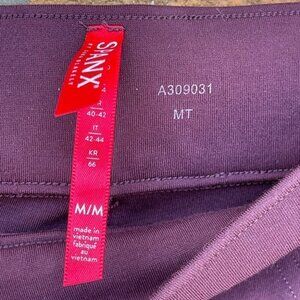 SPANX
A309031
MT
40-42
IT
42-44
KR
66
M/M
made in
vietnam
fabriqué
au
vietnam